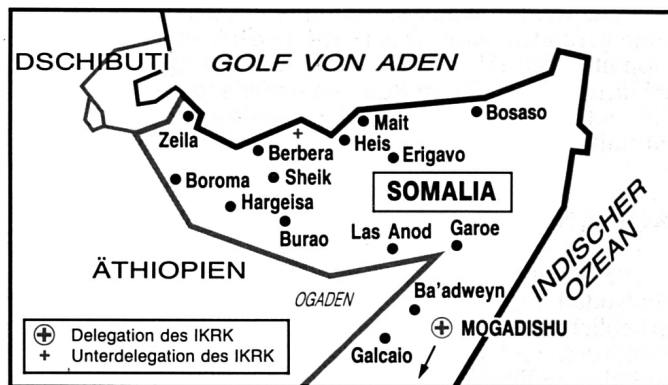 DSCHIBUTI
GOLF VON ADEN
Zeila
Mait
Bosaso
Berbera
Heis
Erigavo
Boroma
Sheik
SOMALIA
Hargeisa
Burao
Las Anod
Garoe
INDISCHER
OZEAN
ÄTHIOPIEN
OGADEN
Ba'adweyn
MOGADISHU
Galcaio
Delegation des IKRK
Unterdelegation des IKRK